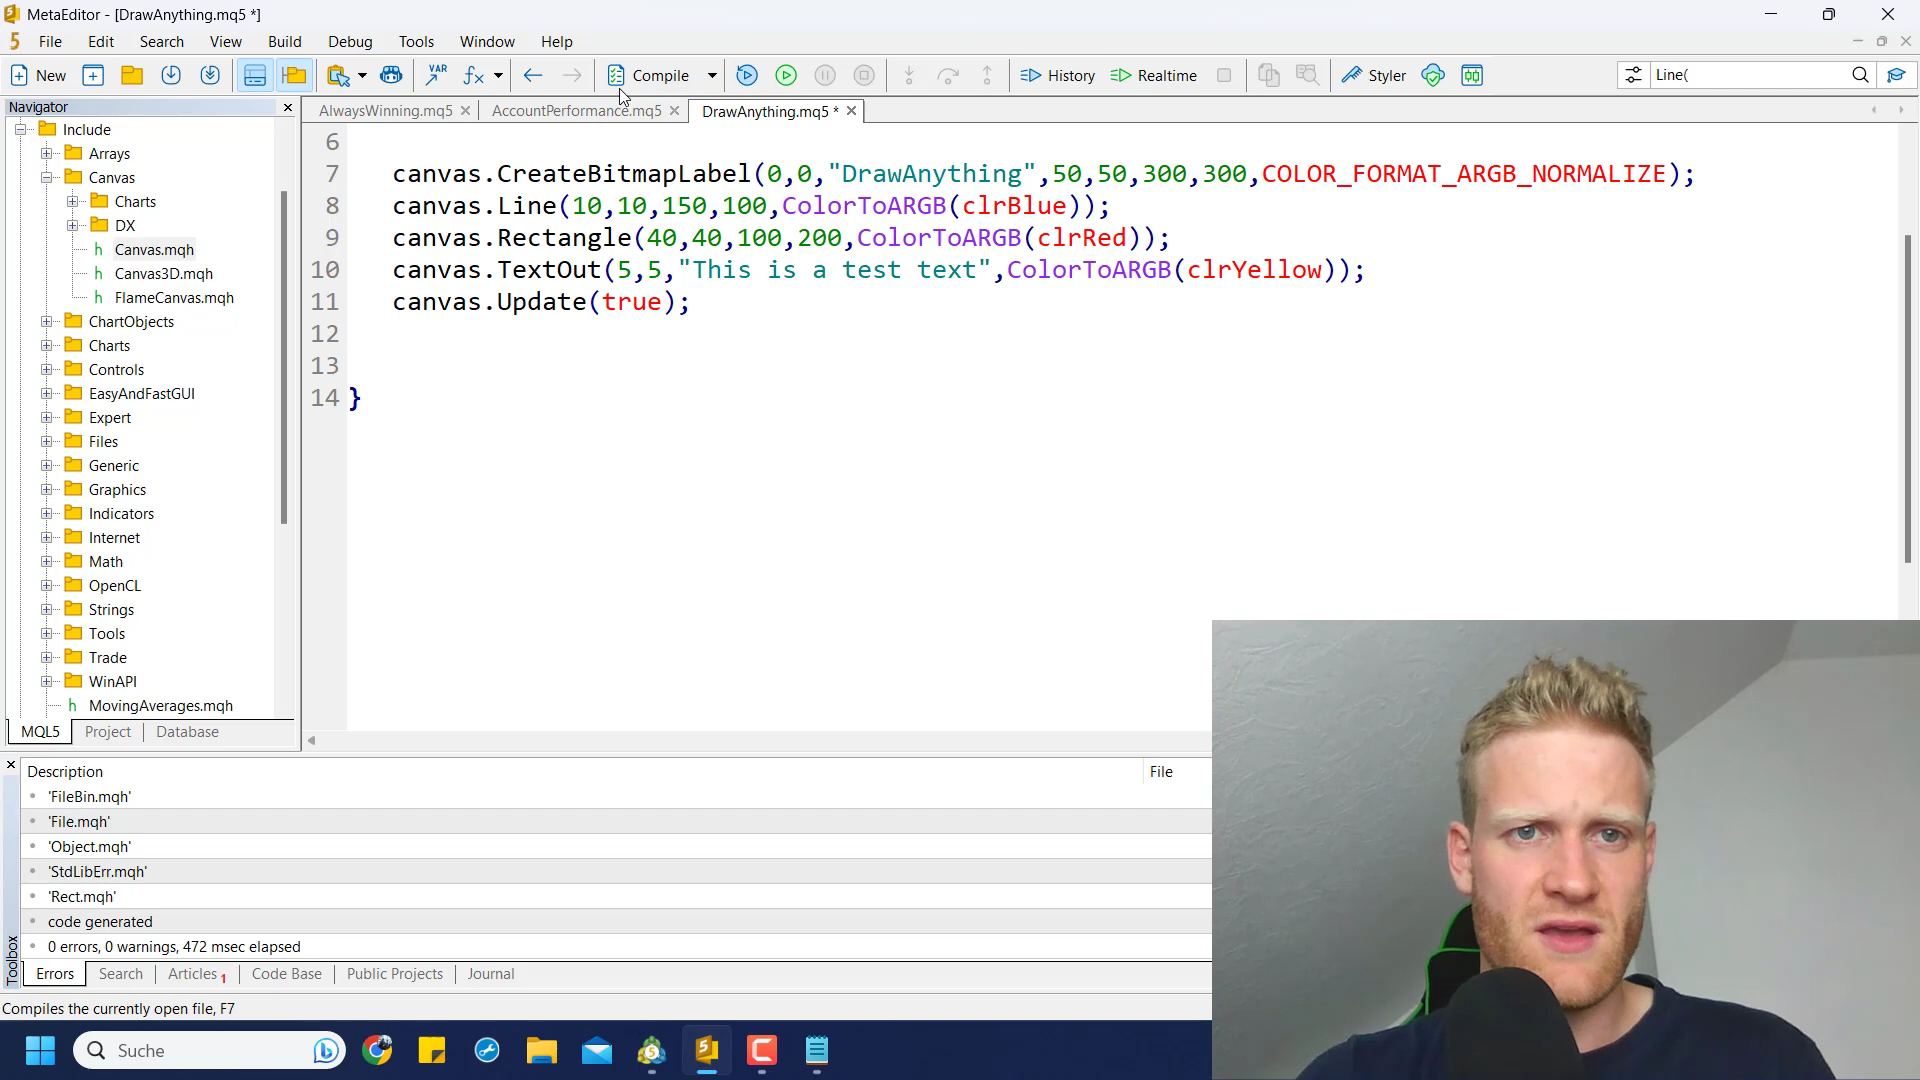 MetaEditor - [DrawAnything.mq5 *]
5 File Edit Search View Build Debug Tools Window Help
New VAR fx Compile History Realtime Styler Line(
Navigator
AlwaysWinning.mq5 AccountPerformance.mq5 DrawAnything.mq5 *
Include
Arrays
Canvas
Charts
DX
h Canvas.mqh
h Canvas3D.mqh
h FlameCanvas.mqh
ChartObjects
Charts
Controls
EasyAndFastGUI
Expert
Files
Generic
Graphics
Indicators
Internet
Math
OpenCL
Strings
Tools
Trade
WinAPI
h MovingAverages.mqh
MQL5 Project Database
6
7 canvas.CreateBitmapLabel(0,0,"DrawAnything",50,50,300,300,COLOR_FORMAT_ARGB_NORMALIZE);
8 canvas.Line(10,10,150,100,ColorToARGB(clrBlue));
9 canvas.Rectangle(40,40,100,200,ColorToARGB(clrRed));
10 canvas.TextOut(5,5,"This is a test text",ColorToARGB(clrYellow));
11 canvas.Update(true);
12
13
14 }
Description File
'FileBin.mqh'
'File.mqh'
'Object.mqh'
'StdLibErr.mqh'
'Rect.mqh'
code generated
0 errors, 0 warnings, 472 msec elapsed
Toolbox
Errors Search Articles 1 Code Base Public Projects Journal
Compiles the currently open file, F7
Suche